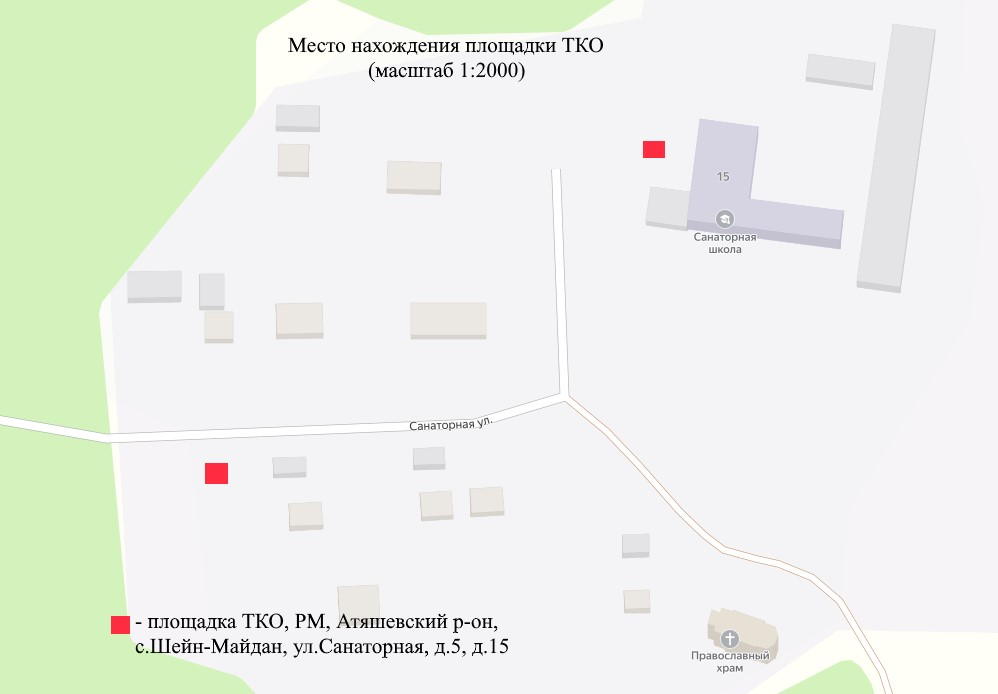 Место нахождения площадки ТКО
(масштаб 1:2000)
15
Санаторная
школа
Санаторная ул.
- площадка ТКО, РМ, Атяшевский р-он,
с.Шейн-Майдан, ул.Санаторная, д.5, д.15
Православный
храм